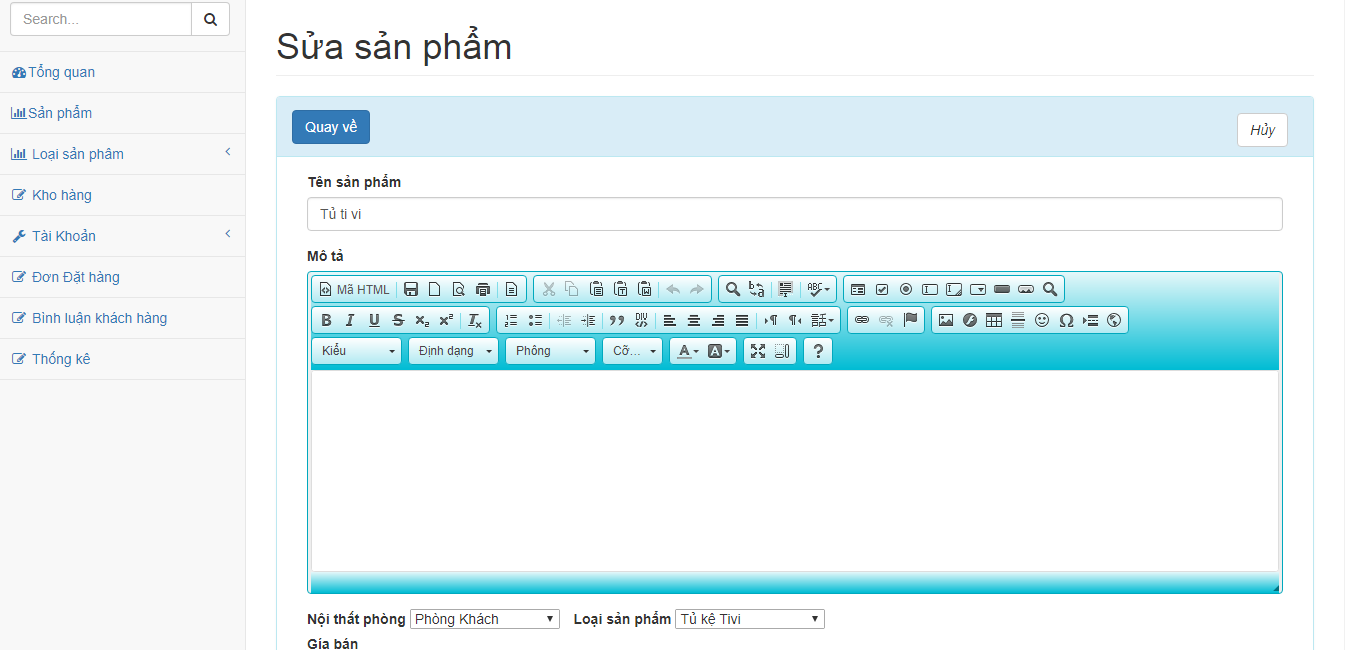 Search...
Tổng quan
Sản phẩm
Loại sản phâm
Kho hàng
Tài Khoản
Đơn Đặt hàng
Bình luận khách hàng
Thống kê
Sửa sản phẩm
Quay về
Hủy
Tên sản phẩm
Tủ ti vi
Mô tả
Mã HTML
Kiểu Định dạng Phông Cỡ...
Nội thất phòng Phòng Khách Loại sản phẩm Tủ kệ Tivi
Gía bán